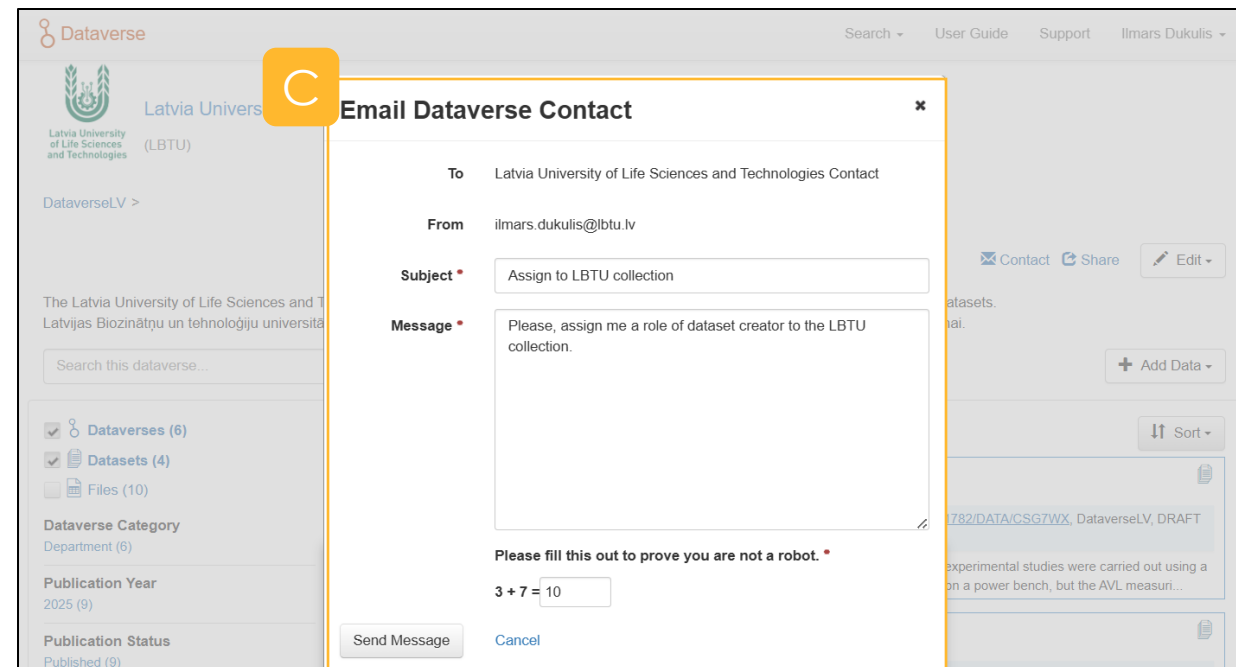 Dataverse
Search
User Guide
Support
Ilmars Dukulis
C
Latvia University
of Life Sciences
and Technologies
Latvia Univers
(LBTU)
DataverseLV >
Contact
Share
Edit
The Latvia University of Life Sciences and T
atasets.
Latvijas Biozinātņu un tehnoloģiju universitā
nai.
Search this dataverse...
Add Data
Dataverses (6)
Datasets (4)
Files (10)
Dataverse Category
Department (6)
Publication Year
2025 (9)
Publication Status
Published (9)
Email Dataverse Contact
To
Latvia University of Life Sciences and Technologies Contact
From
ilmars.dukulis@lbtu.lv
Subject *
Assign to LBTU collection
Message *
Please, assign me a role of dataset creator to the LBTU
collection.
Please fill this out to prove you are not a robot. *
3 + 7 = 10
Send Message
Cancel
Sort
1782/DATA/CSG7WX, DataverseLV, DRAFT
experimental studies were carried out using a
on a power bench, but the AVL measuri...